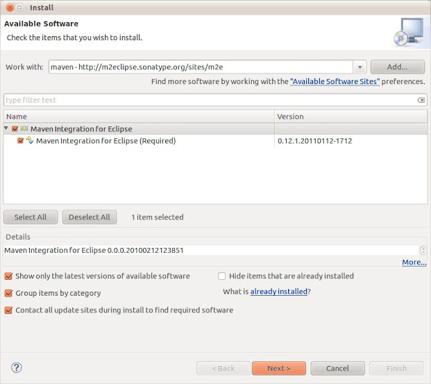 Install
Available Software
Check the items that you wish to install.
Work with: maven - http://m2eclipse.sonatype.org/sites/m2e Add...
Find more software by working with the "Available Software Sites" preferences.
type filter text
Name Version
Maven Integration for Eclipse
Maven Integration for Eclipse (Required) 0.12.1.20110112-1712
Select All Deselect All 1 item selected
Details
Maven Integration for Eclipse 0.0.0.20100212123851
More...
Show only the latest versions of available software Hide items that are already installed
Group items by category What is already installed?
Contact all update sites during install to find required software
? < Back Next > Cancel Finish